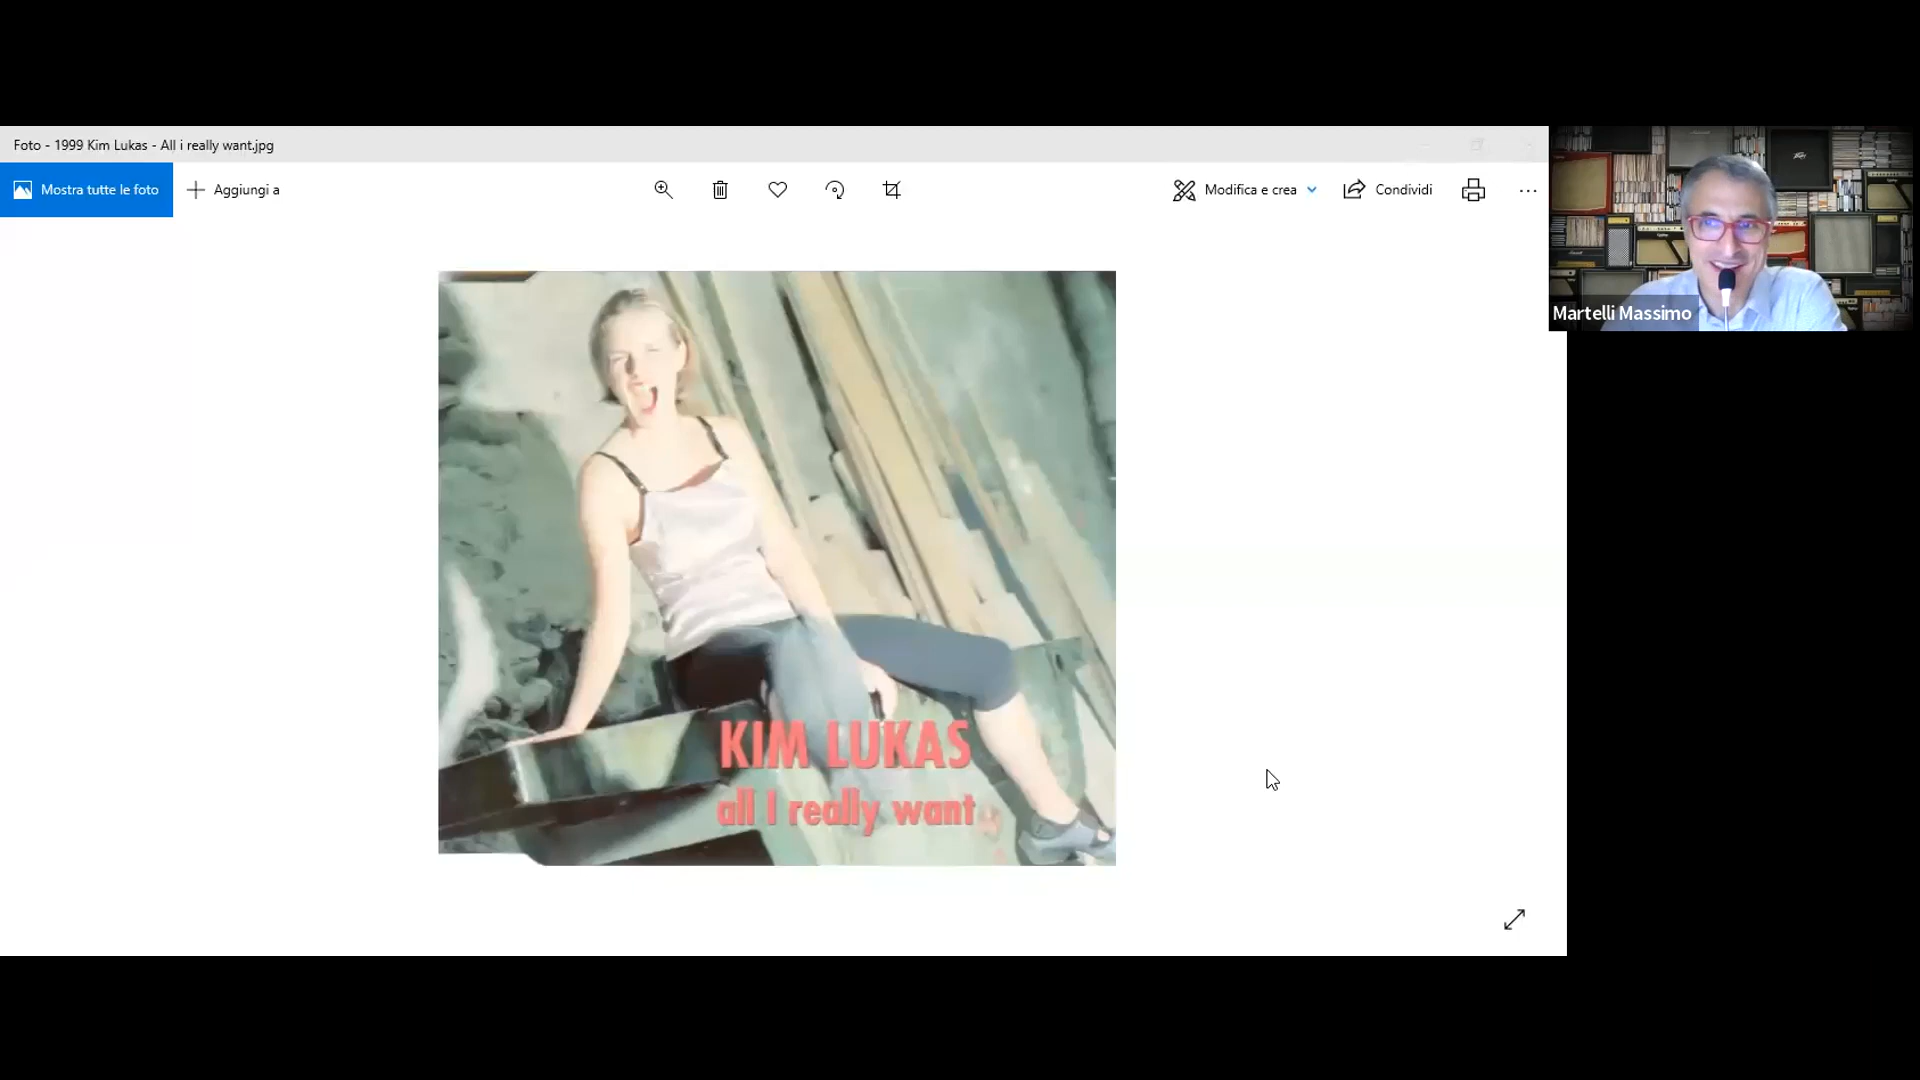 Foto - 1999 Kim Lukas - All i really want.jpg
Mostra tutte le foto
Aggiungi a
Modifica e crea
Condividi
Martelli Massimo
KIM LUKAS
all I really want